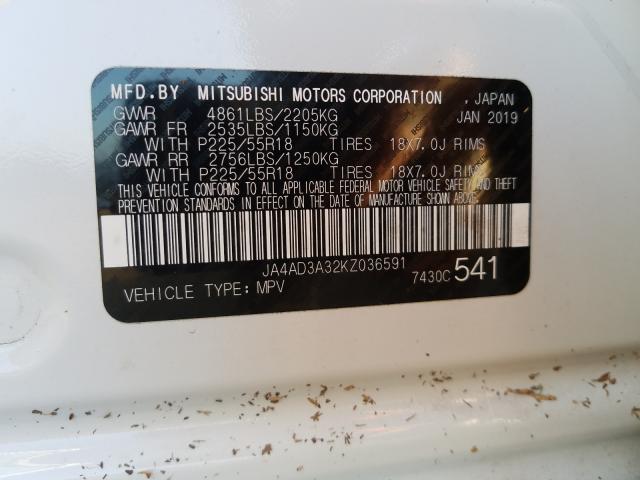 MFD.BY MITSUBISHI MOTORS CORPORATION , JAPAN
GVWR 4861LBS/2205KG JAN 2019
GAWR FR 2535LBS/1150KG
WITH P225/55R18 TIRES 18X7.0J RIMS
GAWR RR 2756LBS/1250KG
WITH P225/55R18 TIRES 18X7.0J RIMS
THIS VEHICLE CONFORMS TO ALL APPLICABLE FEDERAL MOTOR VEHICLE SAFETY AND THEFT
PREVENTION STANDARDS IN EFFECT ON THE DATE OF MANUFACTURE SHOWN ABOVE.
JA4AD3A32KZ036591
VEHICLE TYPE: MPV 7430C 541